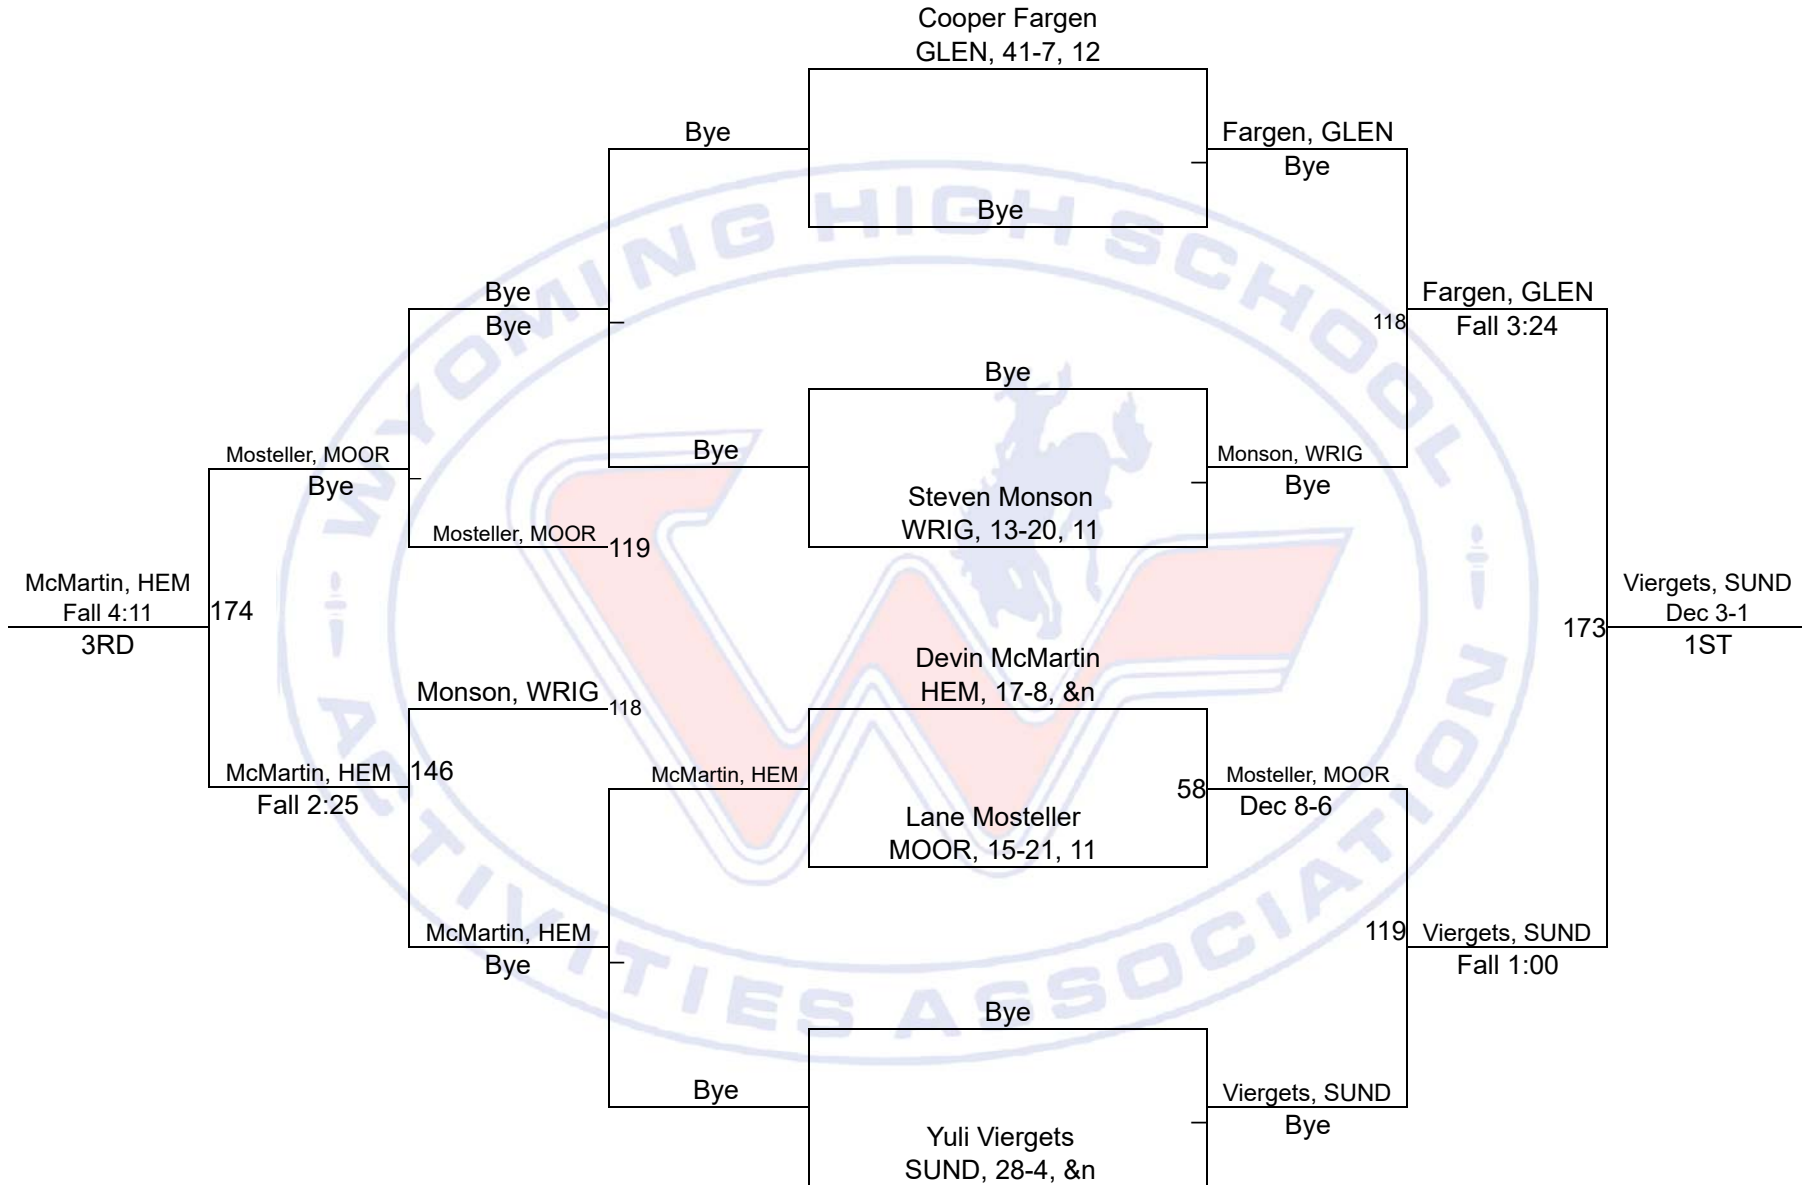 Cooper Fargen
GLEN, 41-7, 12
Bye
Fargen, GLEN
Bye
Bye
WYOMING HIGH SCHOOL
Bye
Bye
Fargen, GLEN
118
Fall 3:24
Bye
Mosteller, MOOR
Bye
Bye
Monson, WRIG
Bye
Steven Monson
WRIG, 13-20, 11
Mosteller, MOOR
119
McMartin, HEM
Fall 4:11
3RD
174
Viergets, SUND
Dec 3-1
1ST
173
Devin McMartin
HEM, 17-8, &n
Monson, WRIG
118
McMartin, HEM
Fall 2:25
146
McMartin, HEM
58
Mosteller, MOOR
Dec 8-6
Lane Mosteller
MOOR, 15-21, 11
McMartin, HEM
Bye
119
Viergets, SUND
Fall 1:00
ACTIVITIES ASSOCIATION
Bye
Bye
Viergets, SUND
Bye
Yuli Viergets
SUND, 28-4, &n